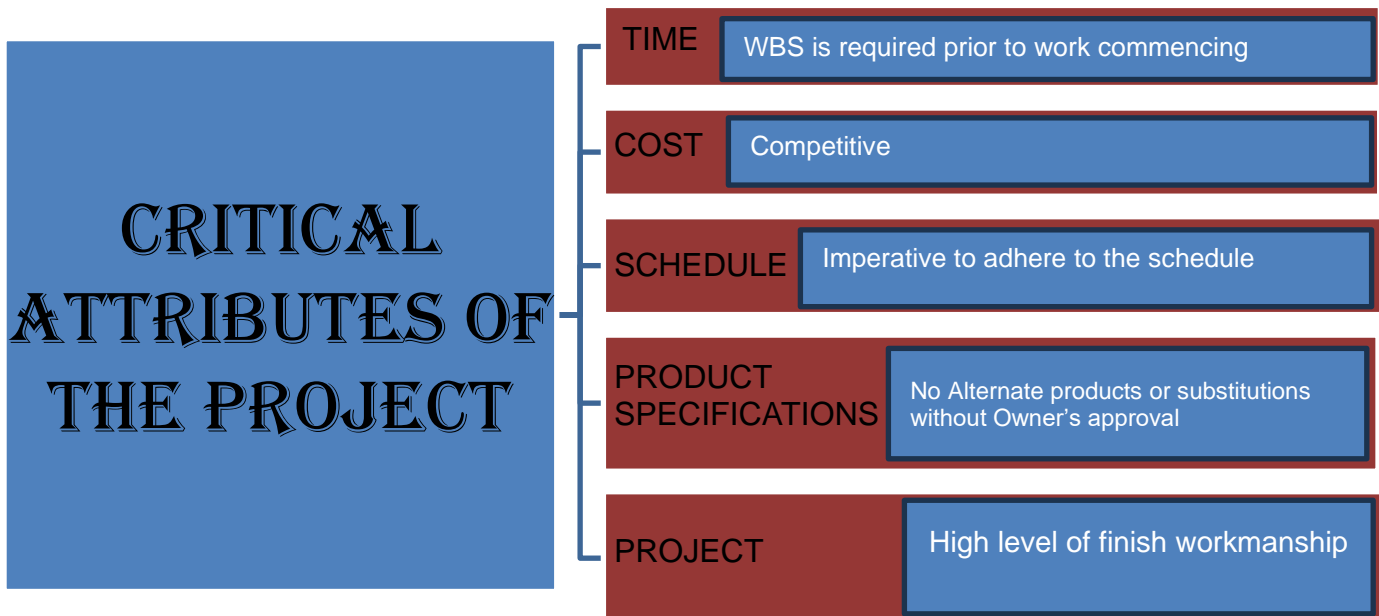 CRITICAL
ATTRIBUTES OF
THE PROJECT
TIME
WBS is required prior to work commencing
COST
Competitive
SCHEDULE
Imperative to adhere to the schedule
PRODUCT
SPECIFICATIONS
No Alternate products or substitutions
without Owner's approval
PROJECT
High level of finish workmanship